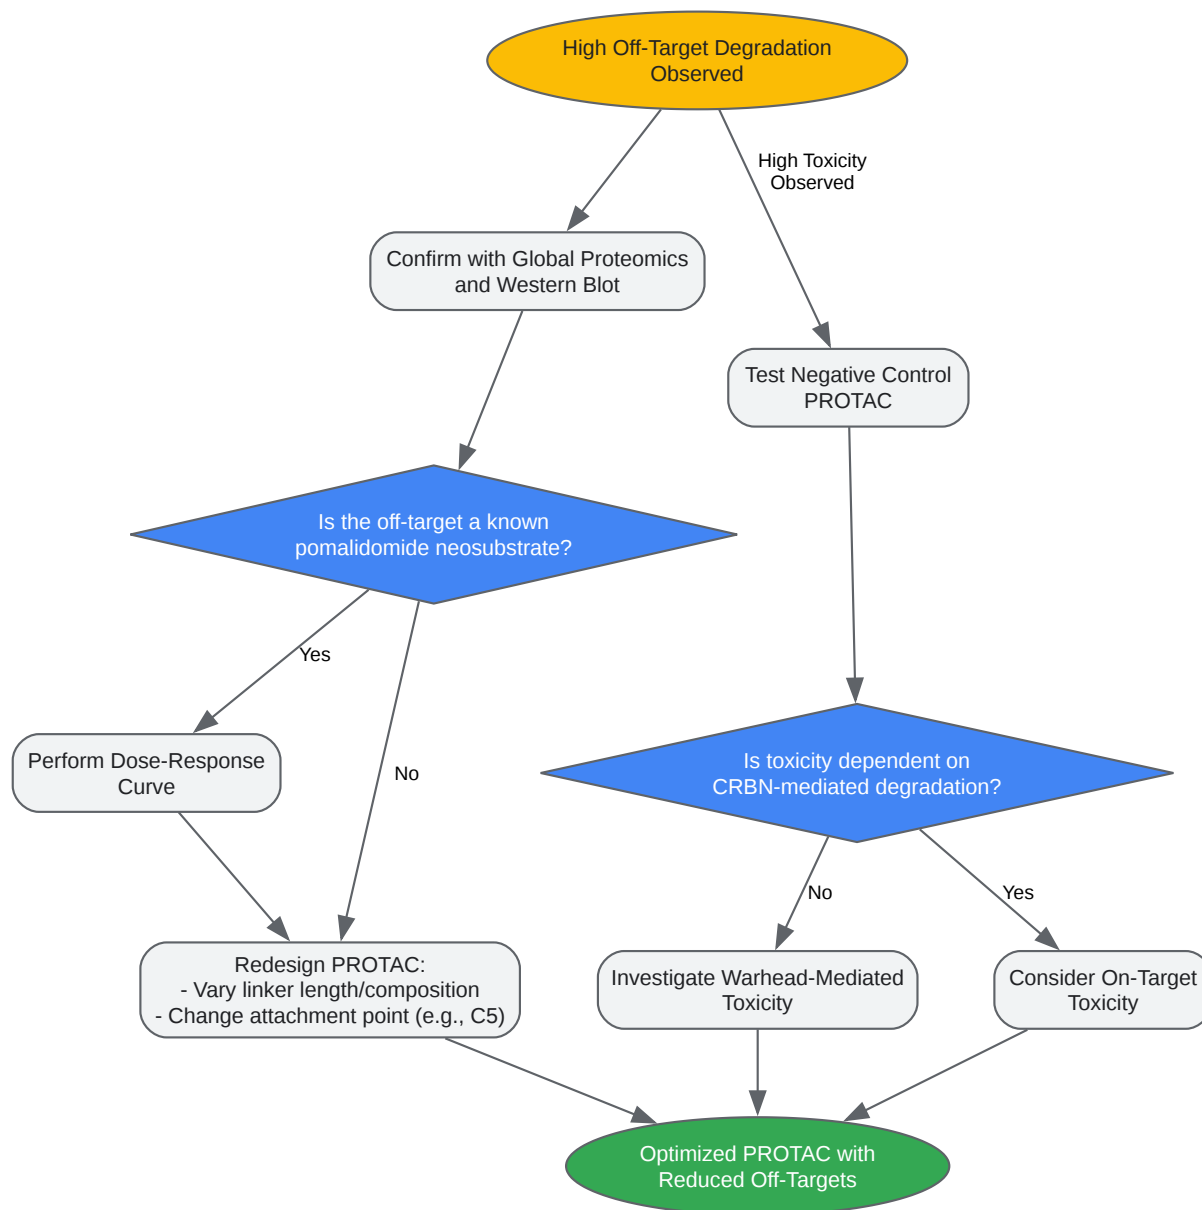 High Off-Target Degradation
Observed
High Toxicity
Observed
Confirm with Global Proteomics
and Western Blot
Test Negative Control
PROTAC
Is the off-target a known
pomalidomide neosubstrate?
Yes
No
Perform Dose-Response
Curve
Is toxicity dependent on
CRBN-mediated degradation?
No
Yes
Redesign PROTAC:
- Vary linker length/composition
- Change attachment point (e.g., C5)
Investigate Warhead-Mediated
Toxicity
Consider On-Target
Toxicity
Optimized PROTAC with
Reduced Off-Targets